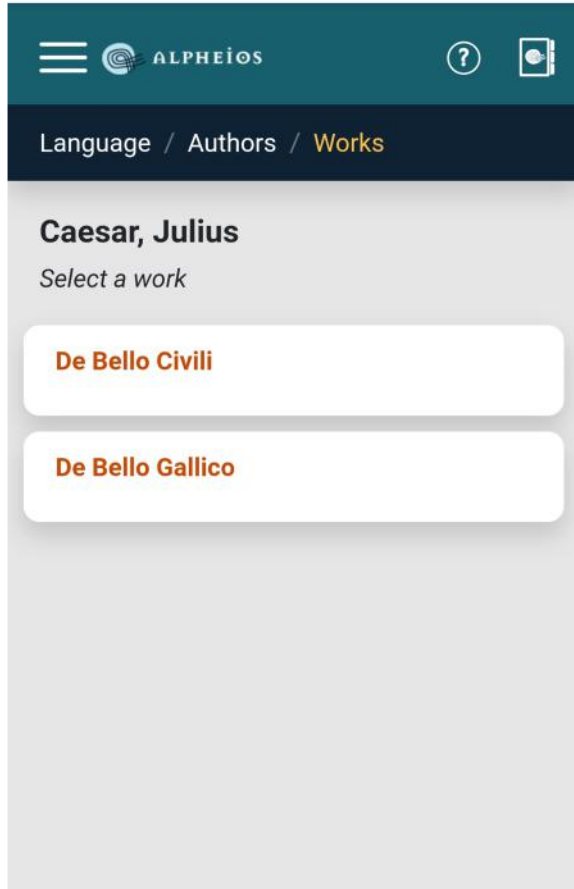 ALPHEIOS
?
Language / Authors / Works
Caesar, Julius
Select a work
De Bello Civili
De Bello Gallico